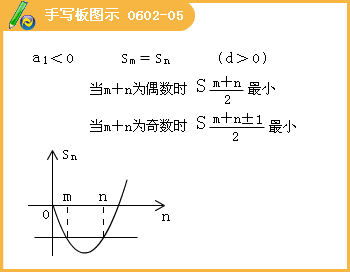 手写板图示 0602-05
a₁＜0 Sₘ＝Sₙ (d＞0)
当m＋n为偶数时 S (m＋n)/2 最小
当m＋n为奇数时 S (m＋n±1)/2 最小
Sₙ
m n
0 n